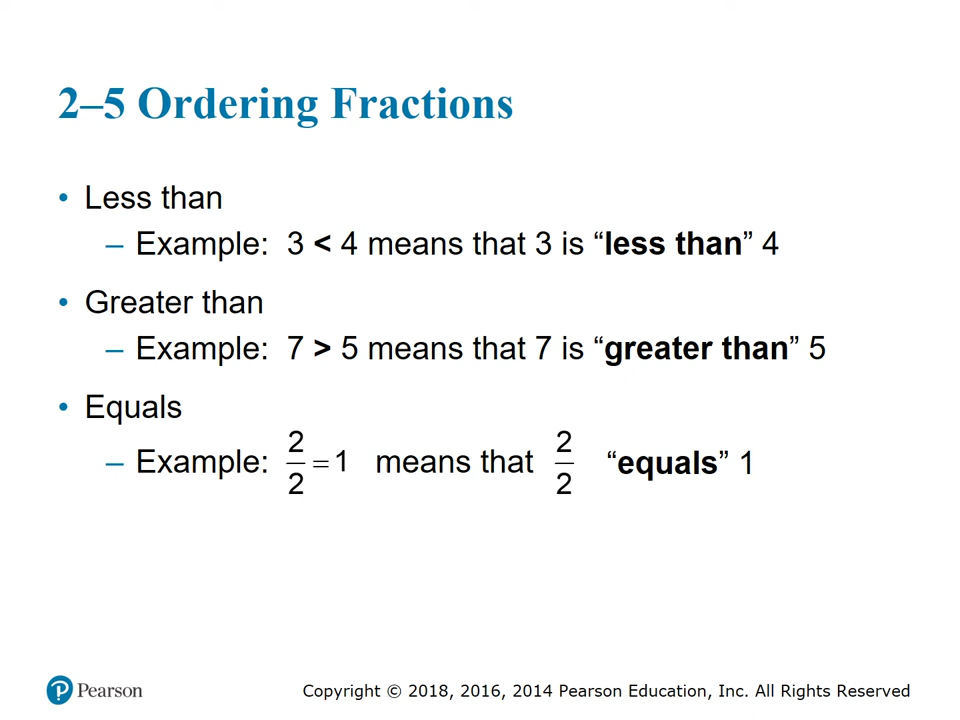 2–5 Ordering Fractions
• Less than
– Example: 3 < 4 means that 3 is “less than” 4
• Greater than
– Example: 7 > 5 means that 7 is “greater than” 5
• Equals
– Example: 2/2 = 1 means that 2/2 “equals” 1
Pearson
Copyright © 2018, 2016, 2014 Pearson Education, Inc. All Rights Reserved